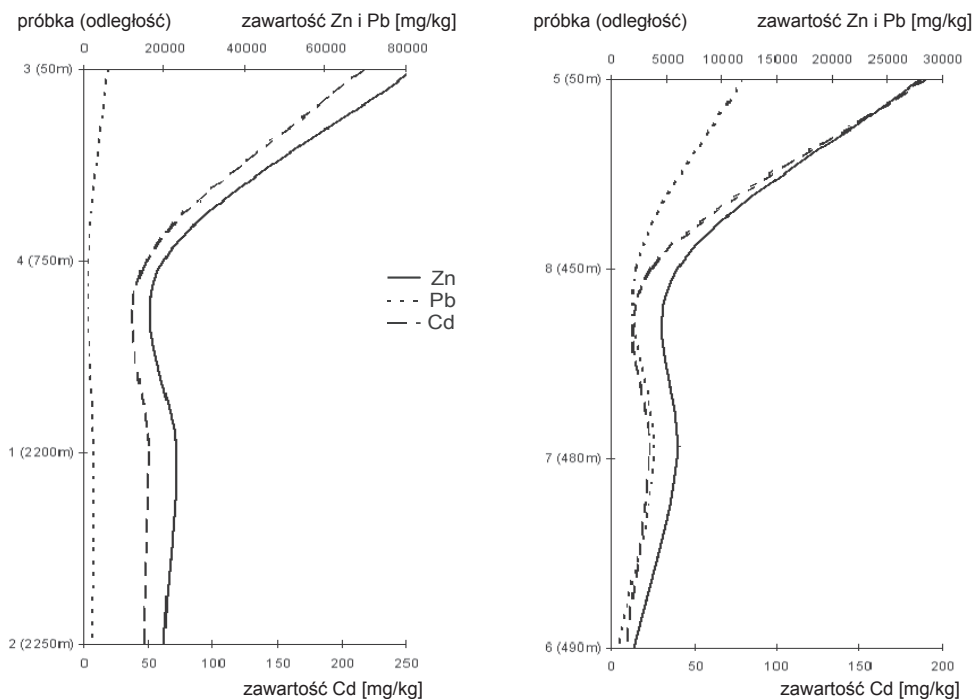 próbka (odległość) zawartość Zn i Pb [mg/kg]
0 20000 40000 60000 80000
3 (50m)
4 (750m)
1 (2200m)
2 (2250m)
0 50 100 150 200 250
zawartość Cd [mg/kg]
Zn
Pb
Cd
próbka (odległość) zawartość Zn i Pb [mg/kg]
0 5000 10000 15000 20000 25000 30000
5 (50m)
8 (450m)
7 (480m)
6 (490m)
0 50 100 150 200
zawartość Cd [mg/kg]